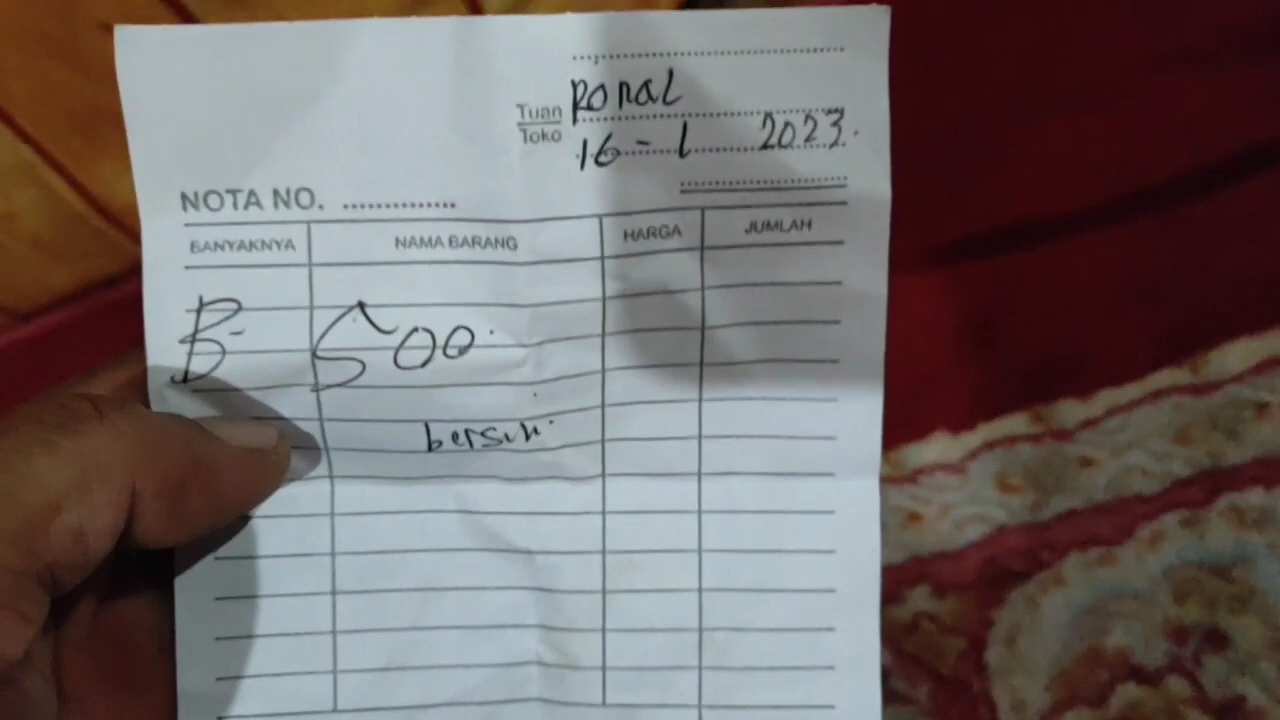 Ronal
Tuan
Toko
16 - 1 2023.
NOTA NO. ..............
BANYAKNYA NAMA BARANG HARGA JUMLAH
B- 500.
bersih.